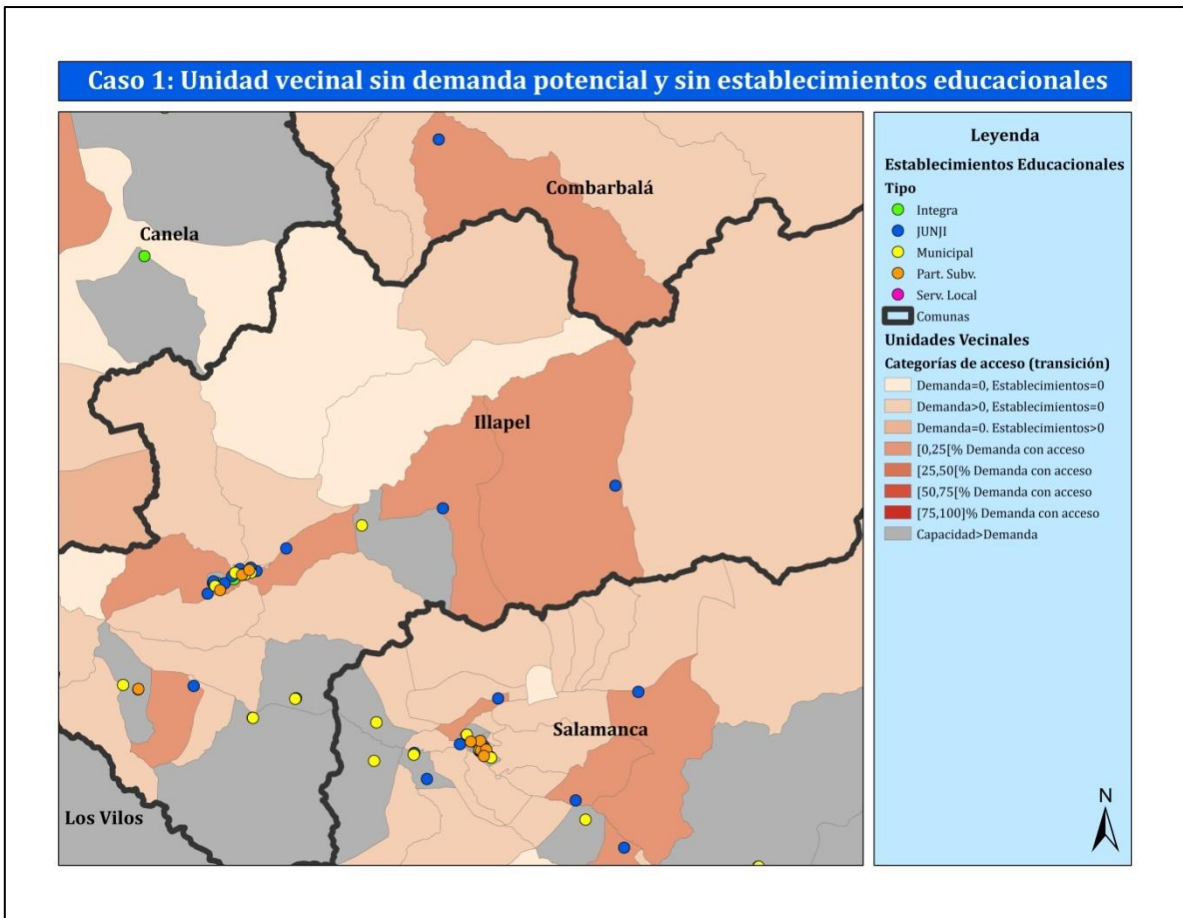 Caso 1: Unidad vecinal sin demanda potencial y sin establecimientos educacionales
Combarbalá
Canela
Illapel
Salamanca
Los Vilos
Leyenda
Establecimientos Educacionales
Tipo
Integra
JUNJI
Municipal
Part. Subv.
Serv. Local
Comunas
Unidades Vecinales
Categorías de acceso (transición)
Demanda=0, Establecimientos=0
Demanda>0, Establecimientos=0
Demanda=0. Establecimientos>0
[0,25[% Demanda con acceso
[25,50[% Demanda con acceso
[50,75[% Demanda con acceso
[75,100]% Demanda con acceso
Capacidad>Demanda
N